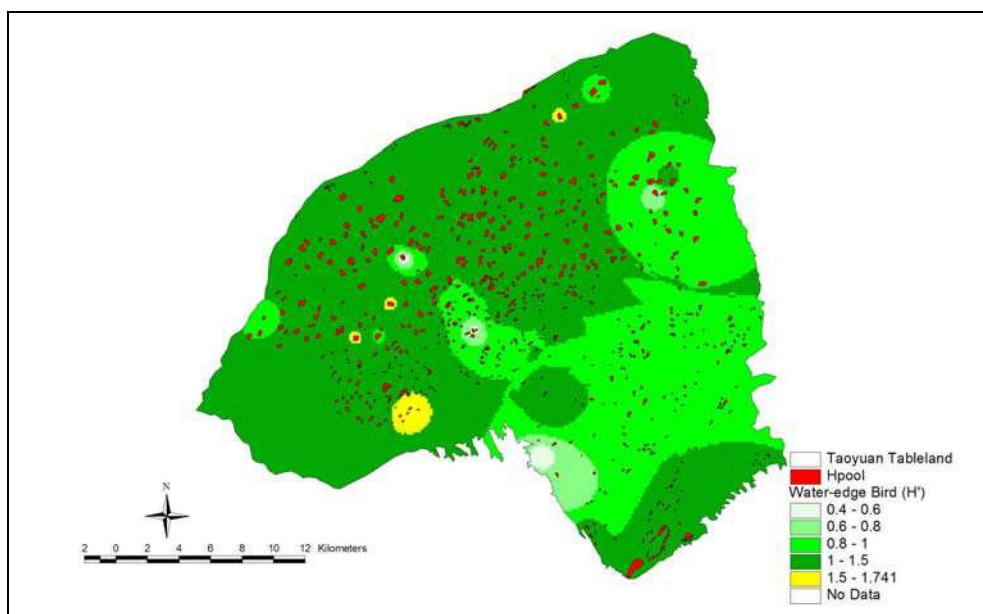 Taoyuan Tableland
Hpool
Water-edge Bird (H')
0.4 - 0.6
0.6 - 0.8
0.8 - 1
1 - 1.5
1.5 - 1.741
No Data
N
2 0 2 4 6 8 10 12 Kilometers